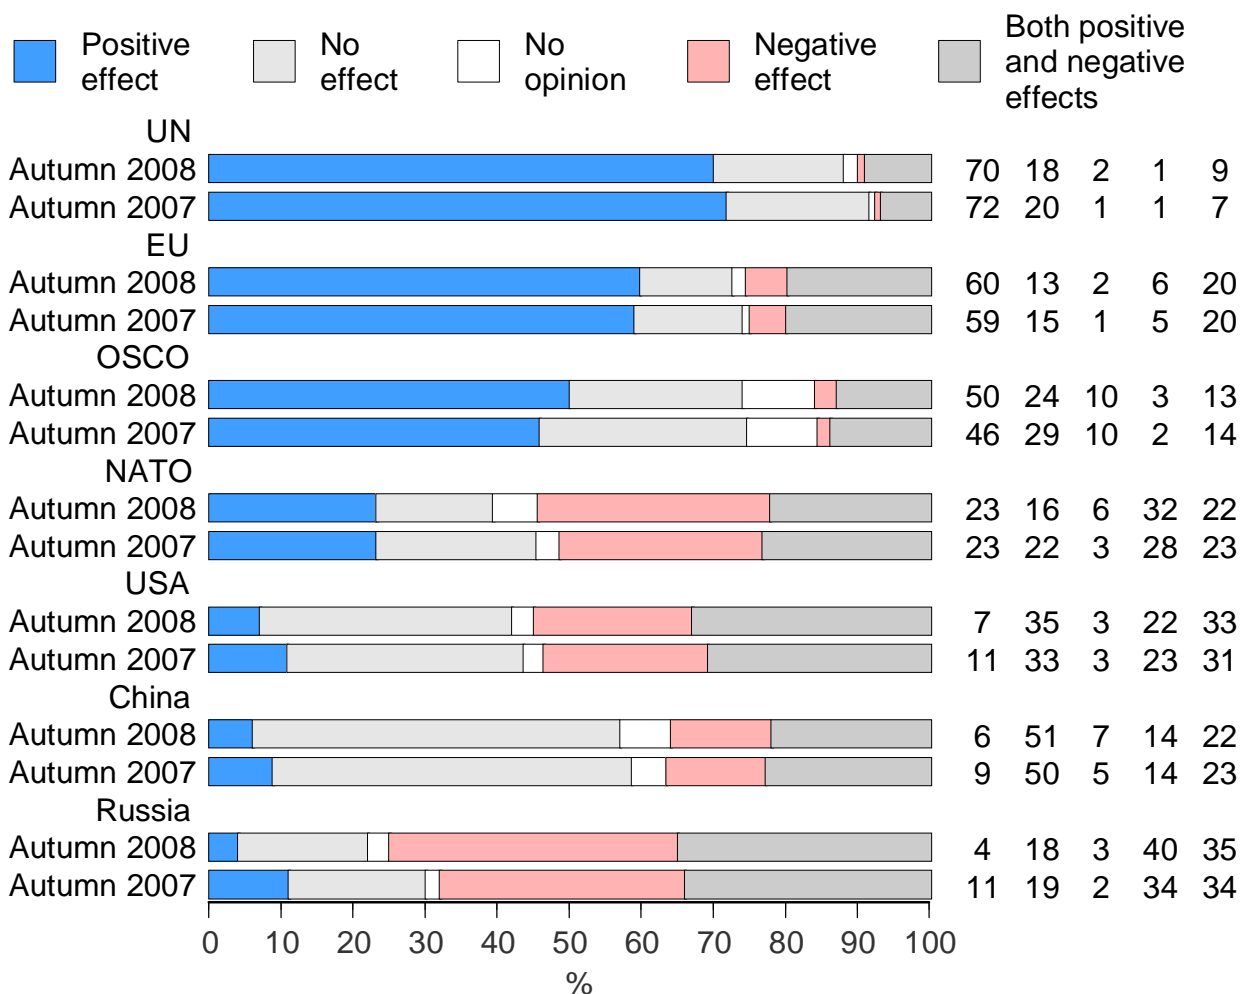 Positive effect
No effect
No opinion
Negative effect
Both positive and negative effects
UN
Autumn 2008 70 18 2 1 9
Autumn 2007 72 20 1 1 7
EU
Autumn 2008 60 13 2 6 20
Autumn 2007 59 15 1 5 20
OSCO
Autumn 2008 50 24 10 3 13
Autumn 2007 46 29 10 2 14
NATO
Autumn 2008 23 16 6 32 22
Autumn 2007 23 22 3 28 23
USA
Autumn 2008 7 35 3 22 33
Autumn 2007 11 33 3 23 31
China
Autumn 2008 6 51 7 14 22
Autumn 2007 9 50 5 14 23
Russia
Autumn 2008 4 18 3 40 35
Autumn 2007 11 19 2 34 34
0 10 20 30 40 50 60 70 80 90 100
%